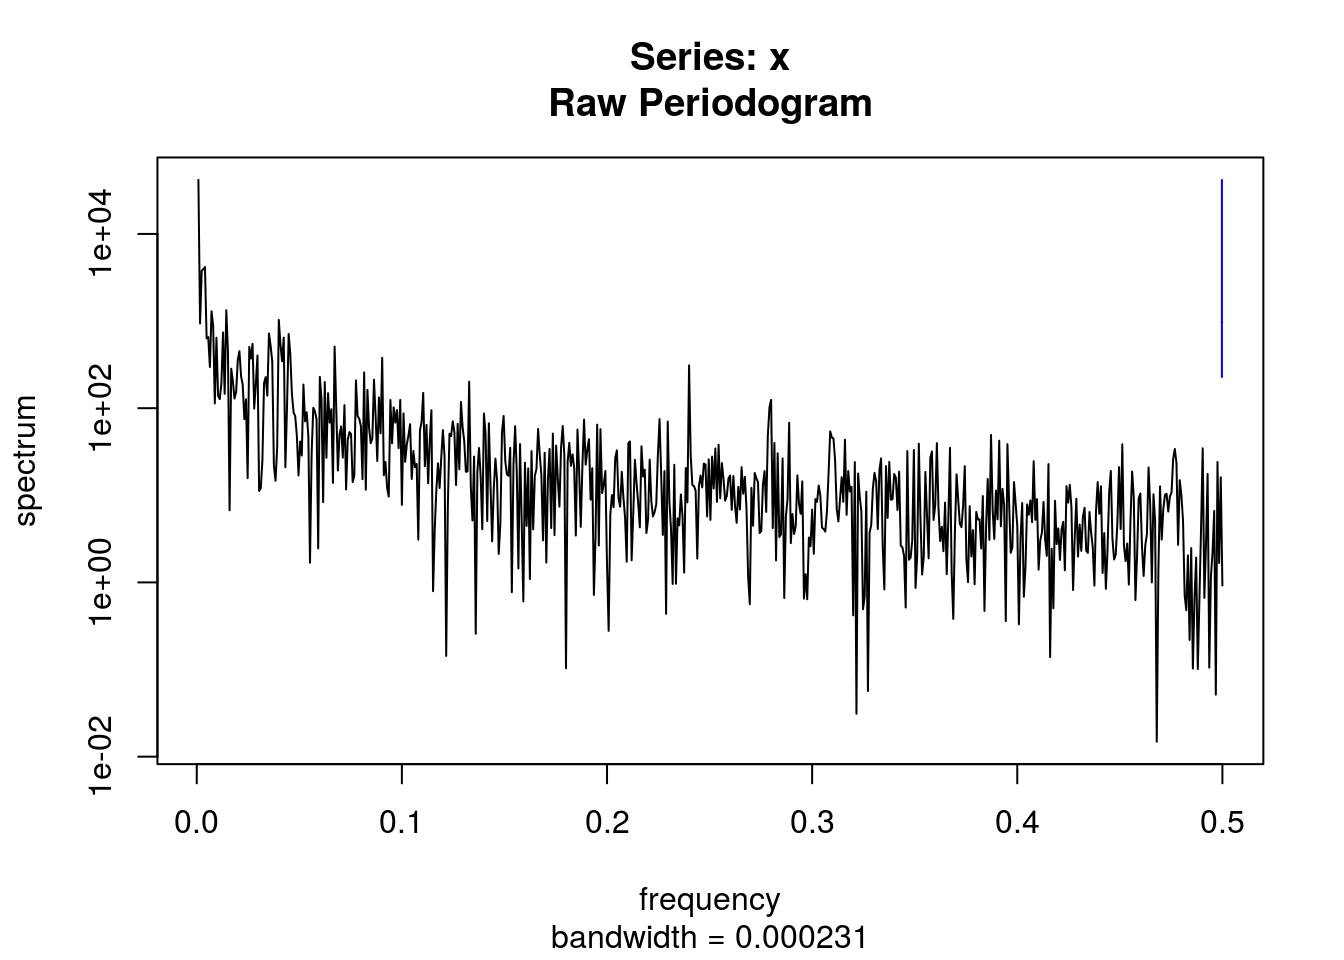 Series: x
Raw Periodogram
spectrum
1e+04
1e+02
1e+00
1e-02
0.0 0.1 0.2 0.3 0.4 0.5
frequency
bandwidth = 0.000231